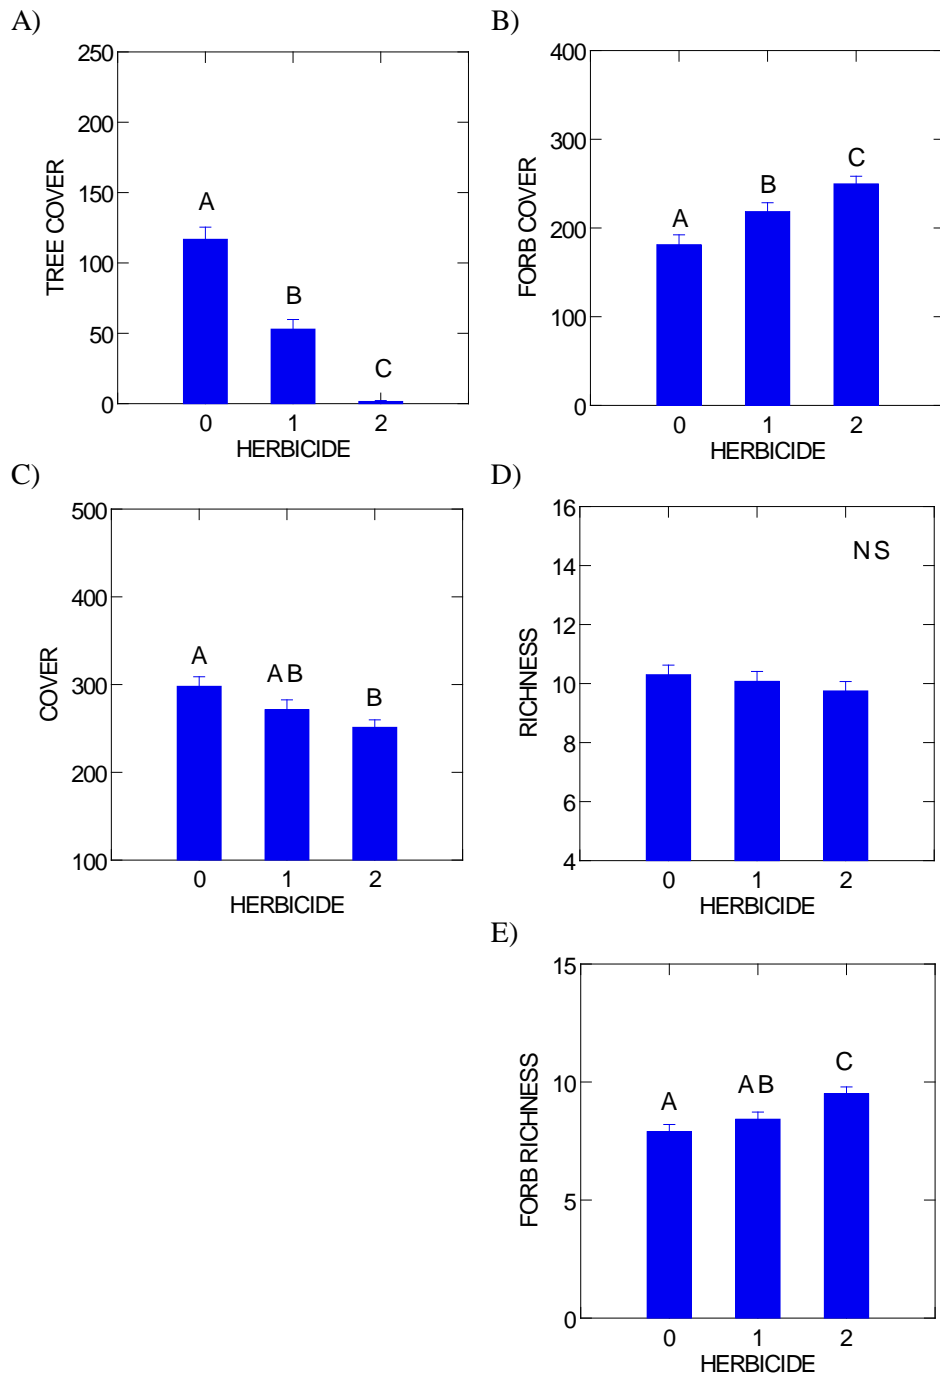 A)
250
200
150
100
50
0
TREE COVER
A
B
C
0 1 2
HERBICIDE
B)
400
300
200
100
0
FORB COVER
A
B
C
0 1 2
HERBICIDE
C)
500
400
300
200
100
COVER
A
AB
B
0 1 2
HERBICIDE
D)
16
14
12
10
8
6
4
RICHNESS
NS
0 1 2
HERBICIDE
E)
15
10
5
0
FORB RICHNESS
A
AB
C
0 1 2
HERBICIDE